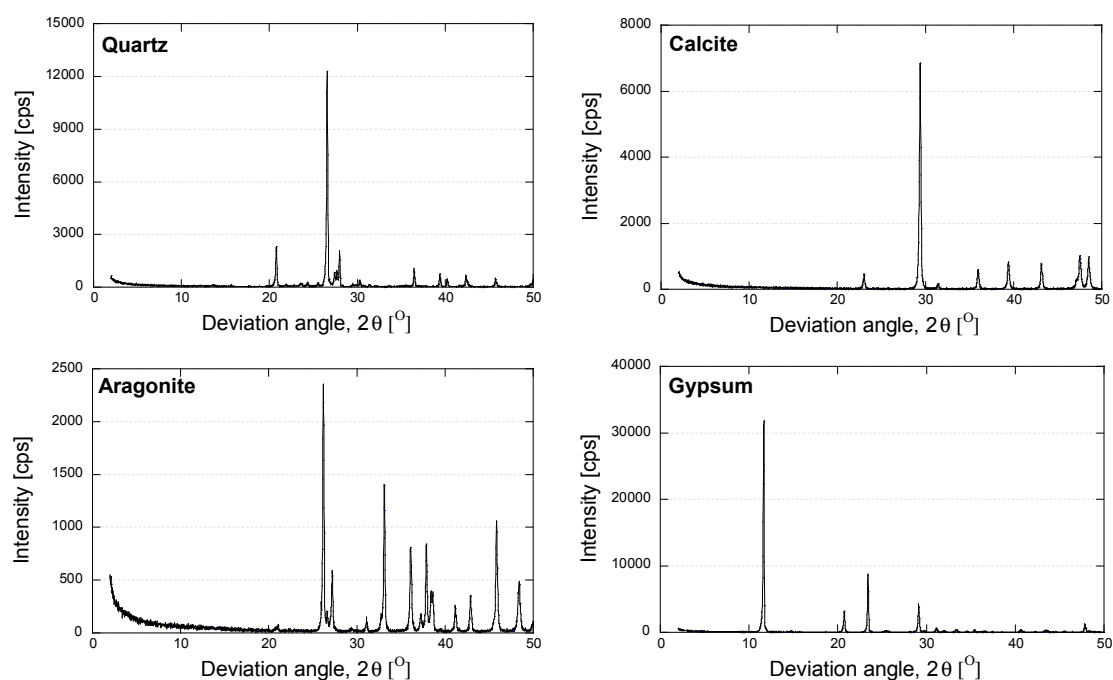 Quartz
Intensity [cps]
15000
12000
9000
6000
3000
0
0 10 20 30 40 50
Deviation angle, 2θ [O]
Calcite
Intensity [cps]
8000
6000
4000
2000
0
0 10 20 30 40 50
Deviation angle, 2θ [O]
Aragonite
Intensity [cps]
2500
2000
1500
1000
500
0
0 10 20 30 40 50
Deviation angle, 2θ [O]
Gypsum
Intensity [cps]
40000
30000
20000
10000
0
0 10 20 30 40 50
Deviation angle, 2θ [O]